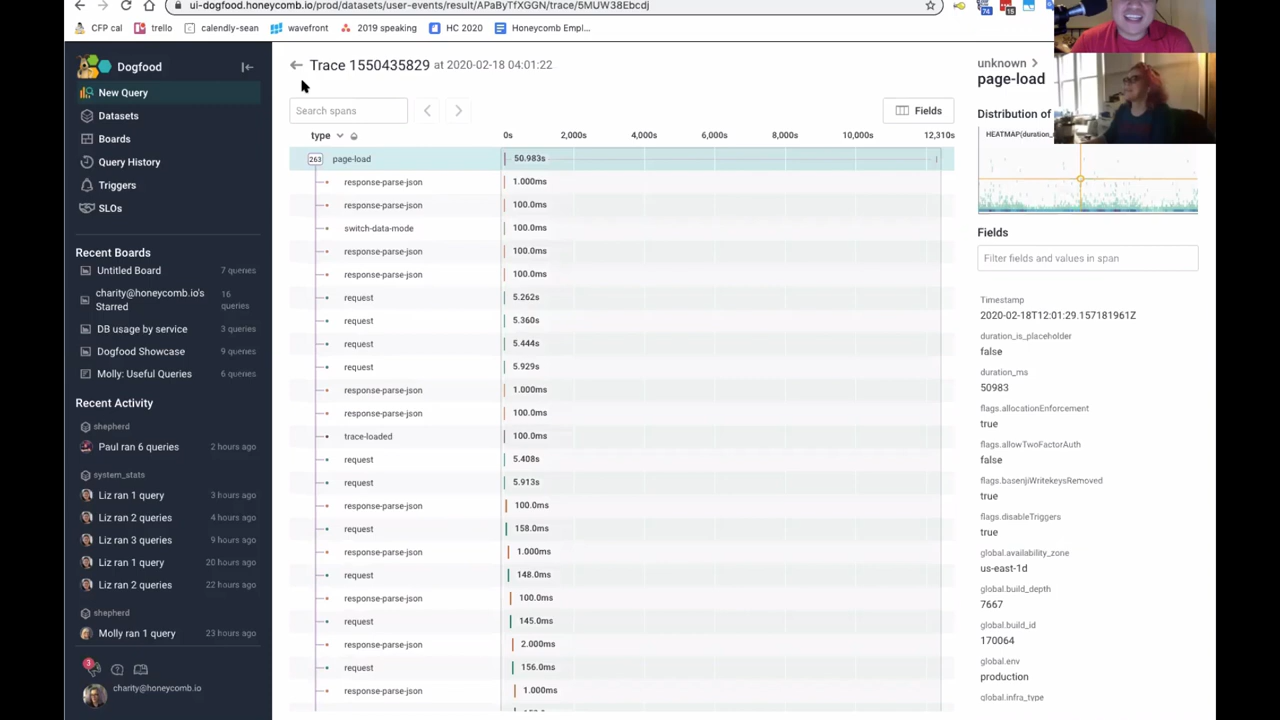 ui-dogfood.honeycomb.io/prod/datasets/user-events/result/APaByTfXGGN/trace/5MUW38Ebcdj
74
15
CFP cal
trello
calendly-sean
wavefront
2019 speaking
HC 2020
Honeycomb Empl...
Dogfood
New Query
Datasets
Boards
Query History
Triggers
SLOs
Recent Boards
Untitled Board 7 queries
charity@honeycomb.io's Starred 16 queries
DB usage by service 3 queries
Dogfood Showcase 9 queries
Molly: Useful Queries 6 queries
Recent Activity
shepherd
Paul ran 6 queries 2 hours ago
system_stats
Liz ran 1 query 3 hours ago
Liz ran 2 queries 4 hours ago
Liz ran 3 queries 9 hours ago
Liz ran 1 query 20 hours ago
Liz ran 2 queries 22 hours ago
shepherd
Molly ran 1 query 23 hours ago
3
charity@honeycomb.io
Trace 1550435829 at 2020-02-18 04:01:22
Search spans
Fields
type 0s 2,000s 4,000s 6,000s 8,000s 10,000s 12,310s
263 page-load 50.983s
response-parse-json 1.000ms
response-parse-json 100.0ms
switch-data-mode 100.0ms
response-parse-json 100.0ms
response-parse-json 100.0ms
request 5.262s
request 5.360s
request 5.444s
request 5.929s
response-parse-json 1.000ms
response-parse-json 100.0ms
trace-loaded 100.0ms
request 5.408s
request 5.913s
response-parse-json 100.0ms
request 158.0ms
response-parse-json 1.000ms
request 148.0ms
response-parse-json 100.0ms
request 145.0ms
response-parse-json 2.000ms
request 156.0ms
response-parse-json 1.000ms
unknown
page-load
Distribution of
HEATMAP(duration_
Fields
Filter fields and values in span
Timestamp
2020-02-18T12:01:29.157181961Z
duration_is_placeholder
false
duration_ms
50983
flags.allocationEnforcement
true
flags.allowTwoFactorAuth
false
flags.basenjiWritekeysRemoved
true
flags.disableTriggers
true
global.availability_zone
us-east-1d
global.build_depth
7667
global.build_id
170064
global.env
production
global.infra_type